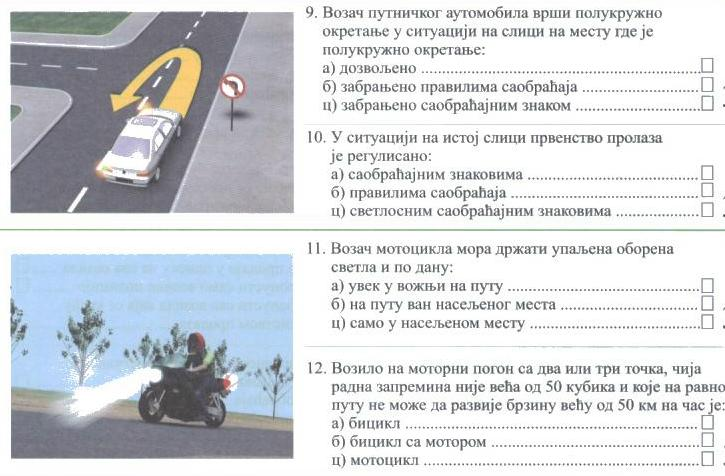 9. Возач путничког аутомобила врши полукружно
окретање у ситуацији на слици на месту где је
полукружно окретање:
а) дозвољено
б) забрањено правилима саобраћаја
ц) забрањено саобраћајним знаком
10. У ситуацији на истој слици првенство пролаза
је регулисано:
а) саобраћајним знаковима
б) правилима саобраћаја
ц) светлосним саобраћајним знаковима
11. Возач мотоцикла мора држати упаљена оборена
светла и по дану:
а) увек у вожњи на путу
б) на путу ван насељеног места
ц) само у насељеном месту
12. Возило на моторни погон са два или три точка, чија
радна запремина није већа од 50 кубика и које на равно
путу не може да развије брзину већу од 50 км на час је:
а) бицикл
б) бицикл са мотором
ц) мотоцикл